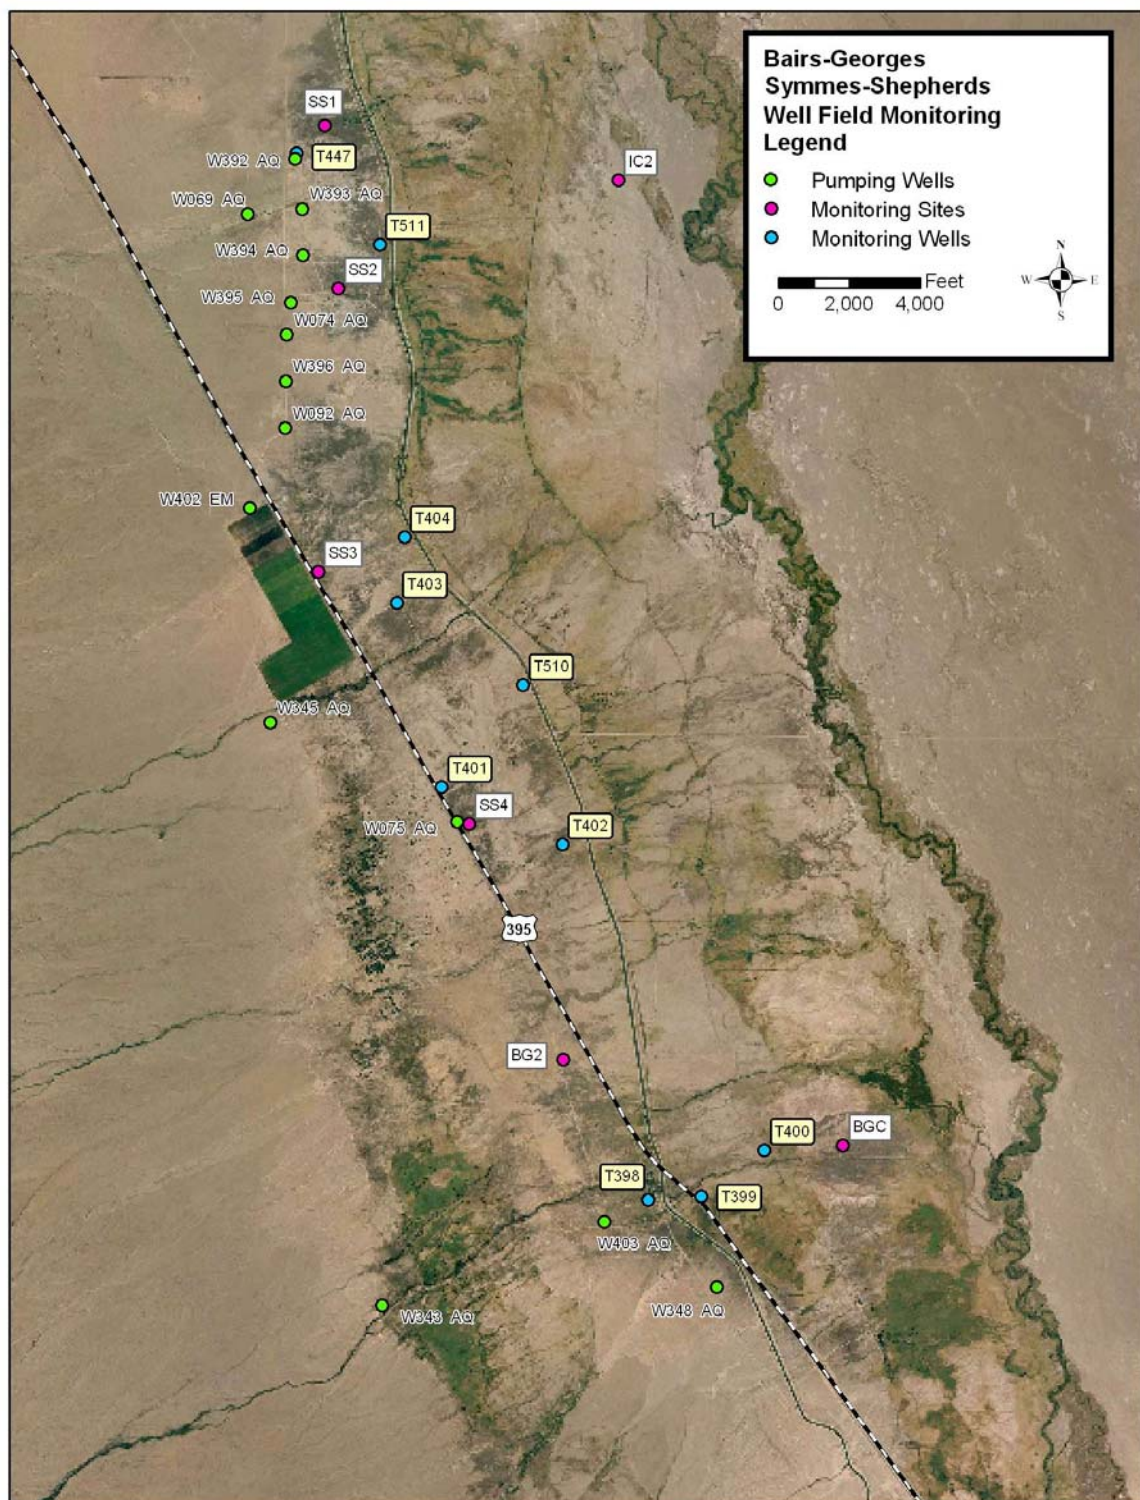 Bairs-Georges
Symmes-Shepherds
Well Field Monitoring
Legend
Pumping Wells
Monitoring Sites
Monitoring Wells
Feet
0 2,000 4,000
N
W E
S
SS1
W392 AQ
T447
IC2
W069 AQ
W393 AQ
T511
W394 AQ
SS2
W395 AQ
W074 AQ
W396 AQ
W092 AQ
W402 EM
T404
SS3
T403
T510
W345 AQ
T401
SS4
W075 AQ
T402
395
BG2
T400
BGC
T398
T399
W403 AQ
W343 AQ
W348 AQ